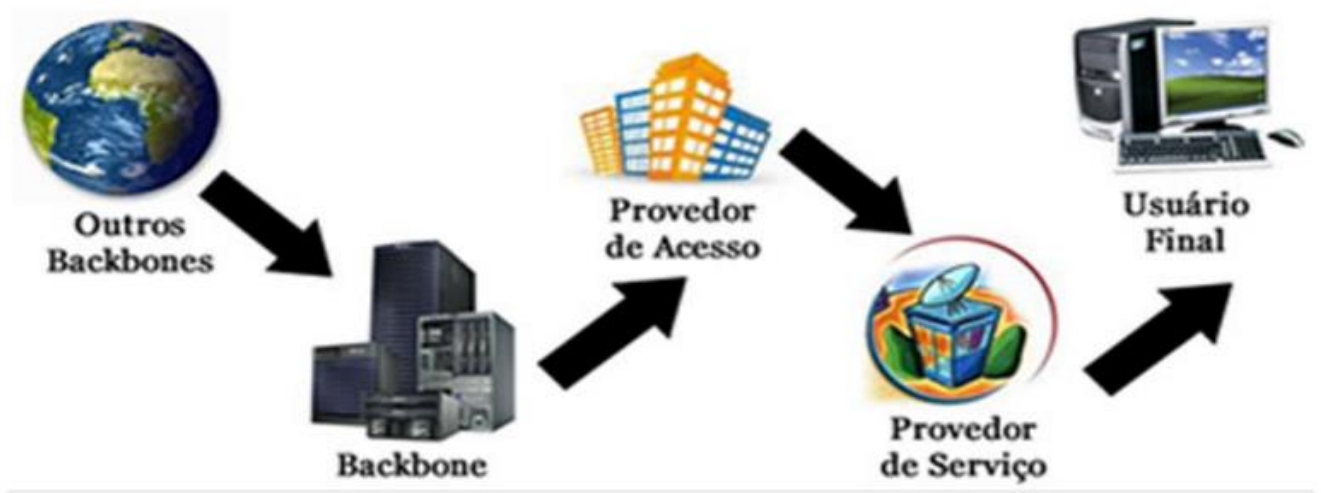 Outros
Backbones
Backbone
Provedor
de Acesso
Provedor
de Serviço
Usuário
Final